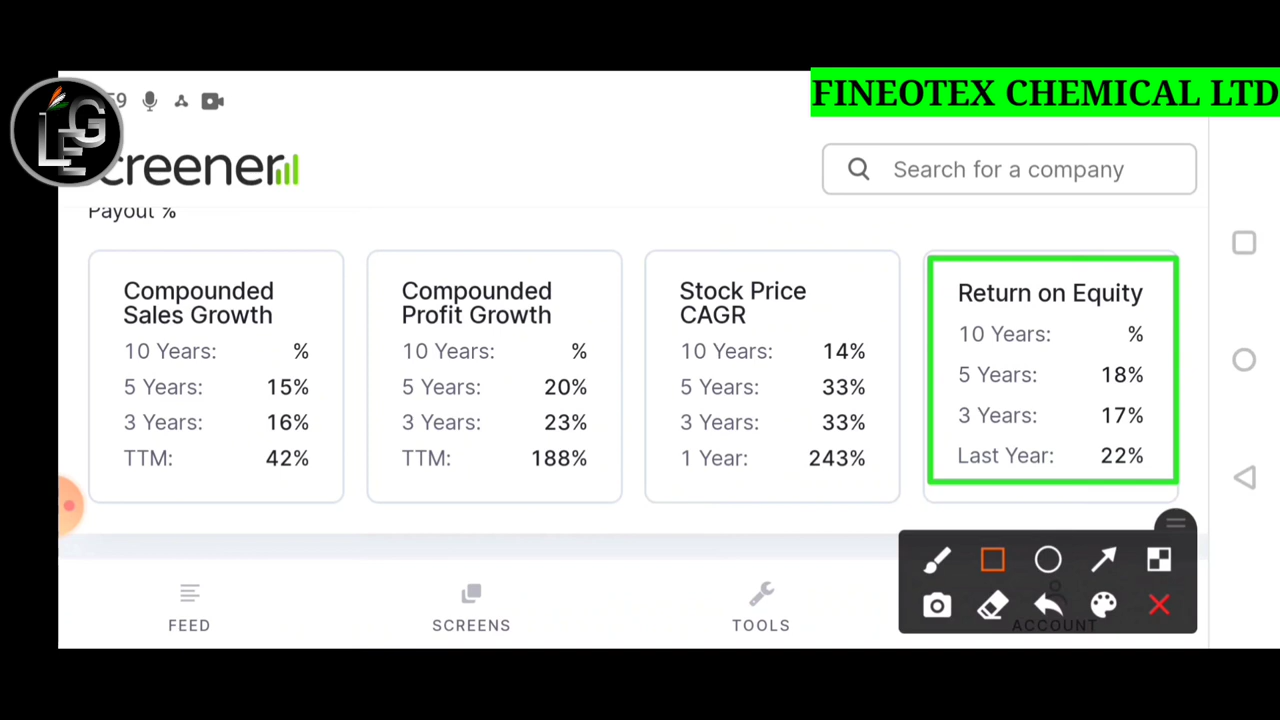 FINEOTEX CHEMICAL LTD
59
LEG
creener
Search for a company
Payout %
Compounded
Sales Growth
10 Years: %
5 Years: 15%
3 Years: 16%
TTM: 42%
Compounded
Profit Growth
10 Years: %
5 Years: 20%
3 Years: 23%
TTM: 188%
Stock Price
CAGR
10 Years: 14%
5 Years: 33%
3 Years: 33%
1 Year: 243%
Return on Equity
10 Years: %
5 Years: 18%
3 Years: 17%
Last Year: 22%
FEED
SCREENS
TOOLS
ACCOUNT